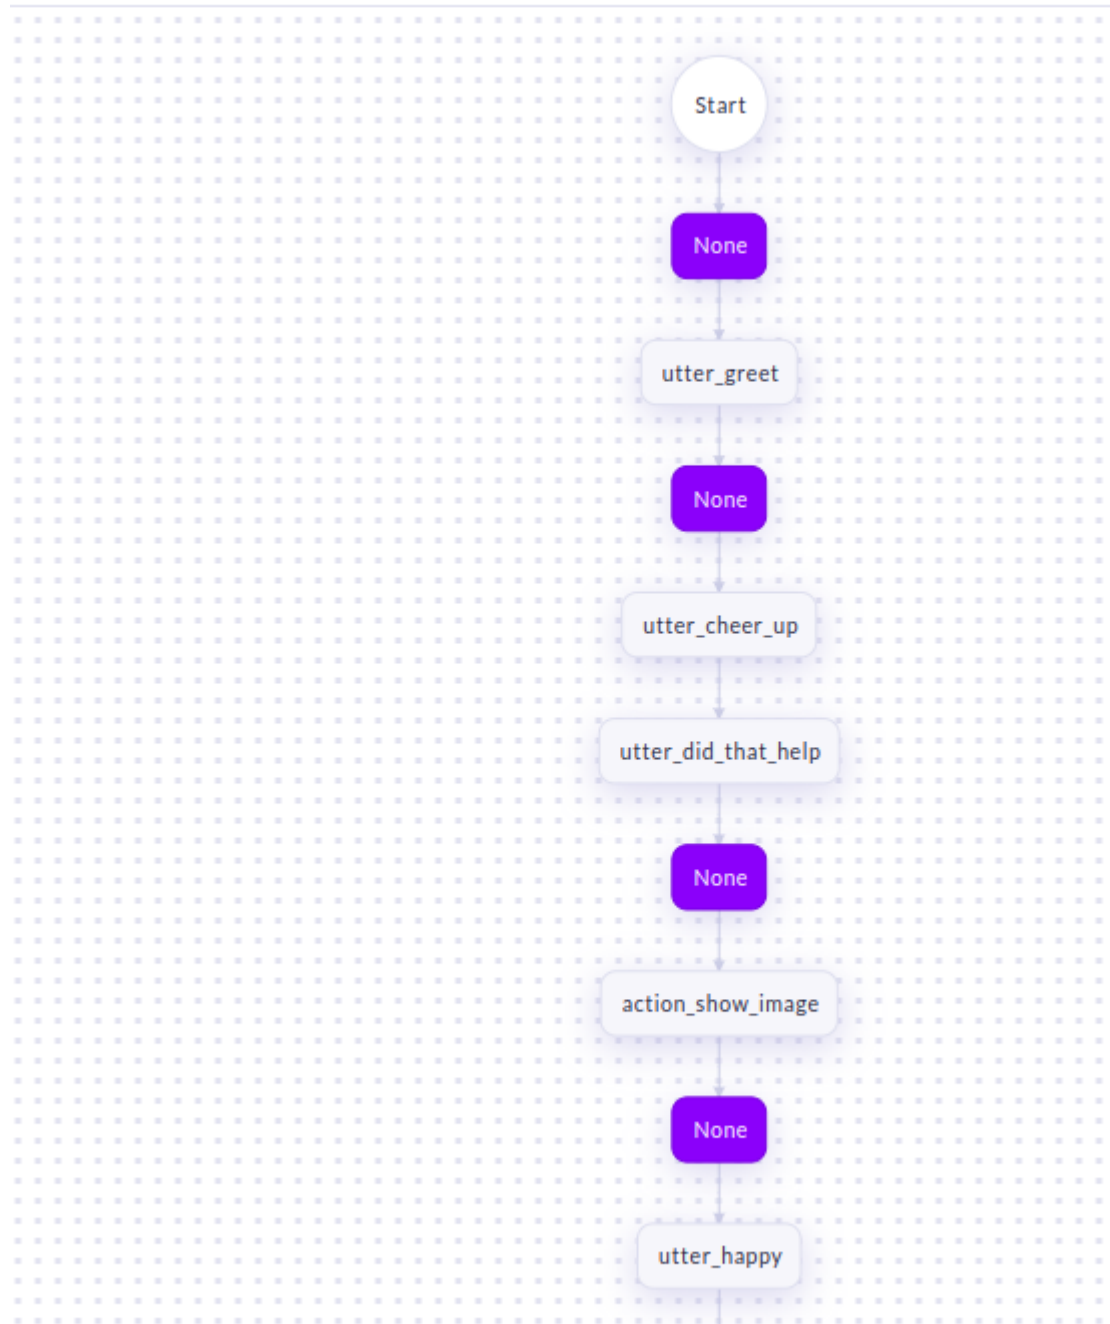 Start
None
utter_greet
None
utter_cheer_up
utter_did_that_help
None
action_show_image
None
utter_happy